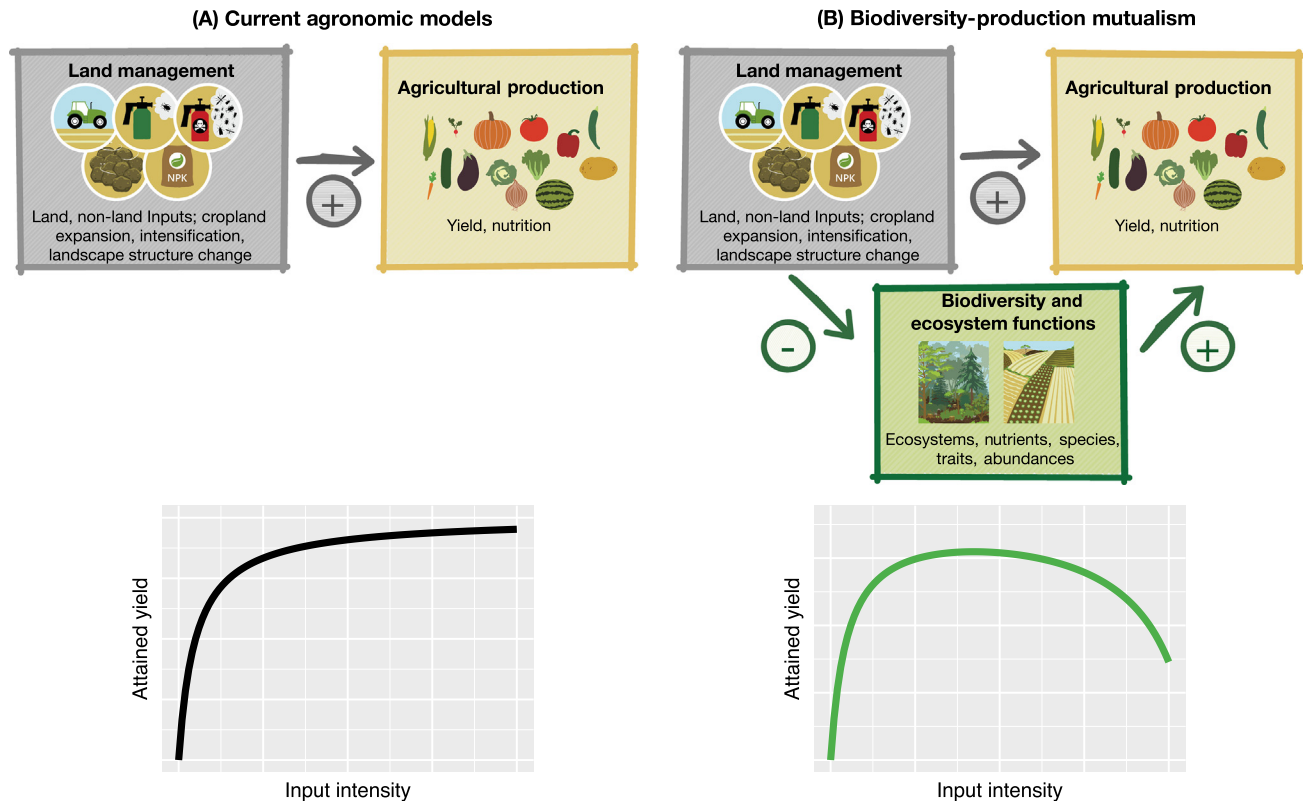 (A) Current agronomic models
Land management
NPK
Land, non-land Inputs; cropland
expansion, intensification,
landscape structure change
+
Agricultural production
Yield, nutrition
Attained yield
Input intensity
(B) Biodiversity-production mutualism
Land management
NPK
Land, non-land Inputs; cropland
expansion, intensification,
landscape structure change
+
Agricultural production
Yield, nutrition
-
Biodiversity and
ecosystem functions
Ecosystems, nutrients, species,
traits, abundances
+
Attained yield
Input intensity